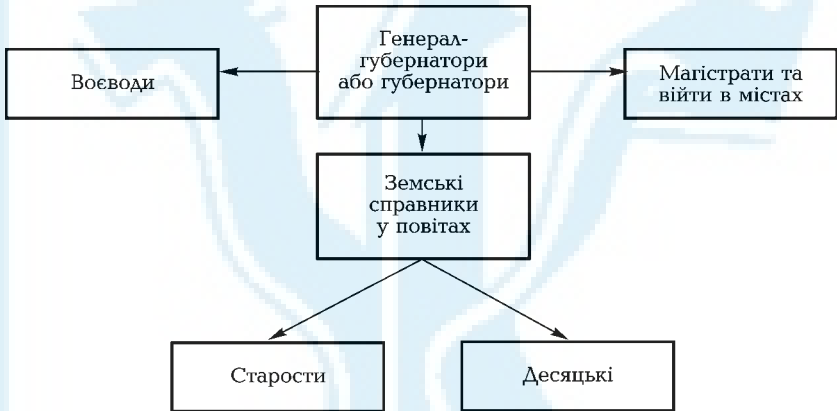 Генерал-
губернатори
або губернатори
Воєводи
Магістрати та
війти в містах
Земські
справники
у повітах
Старости
Десяцькі